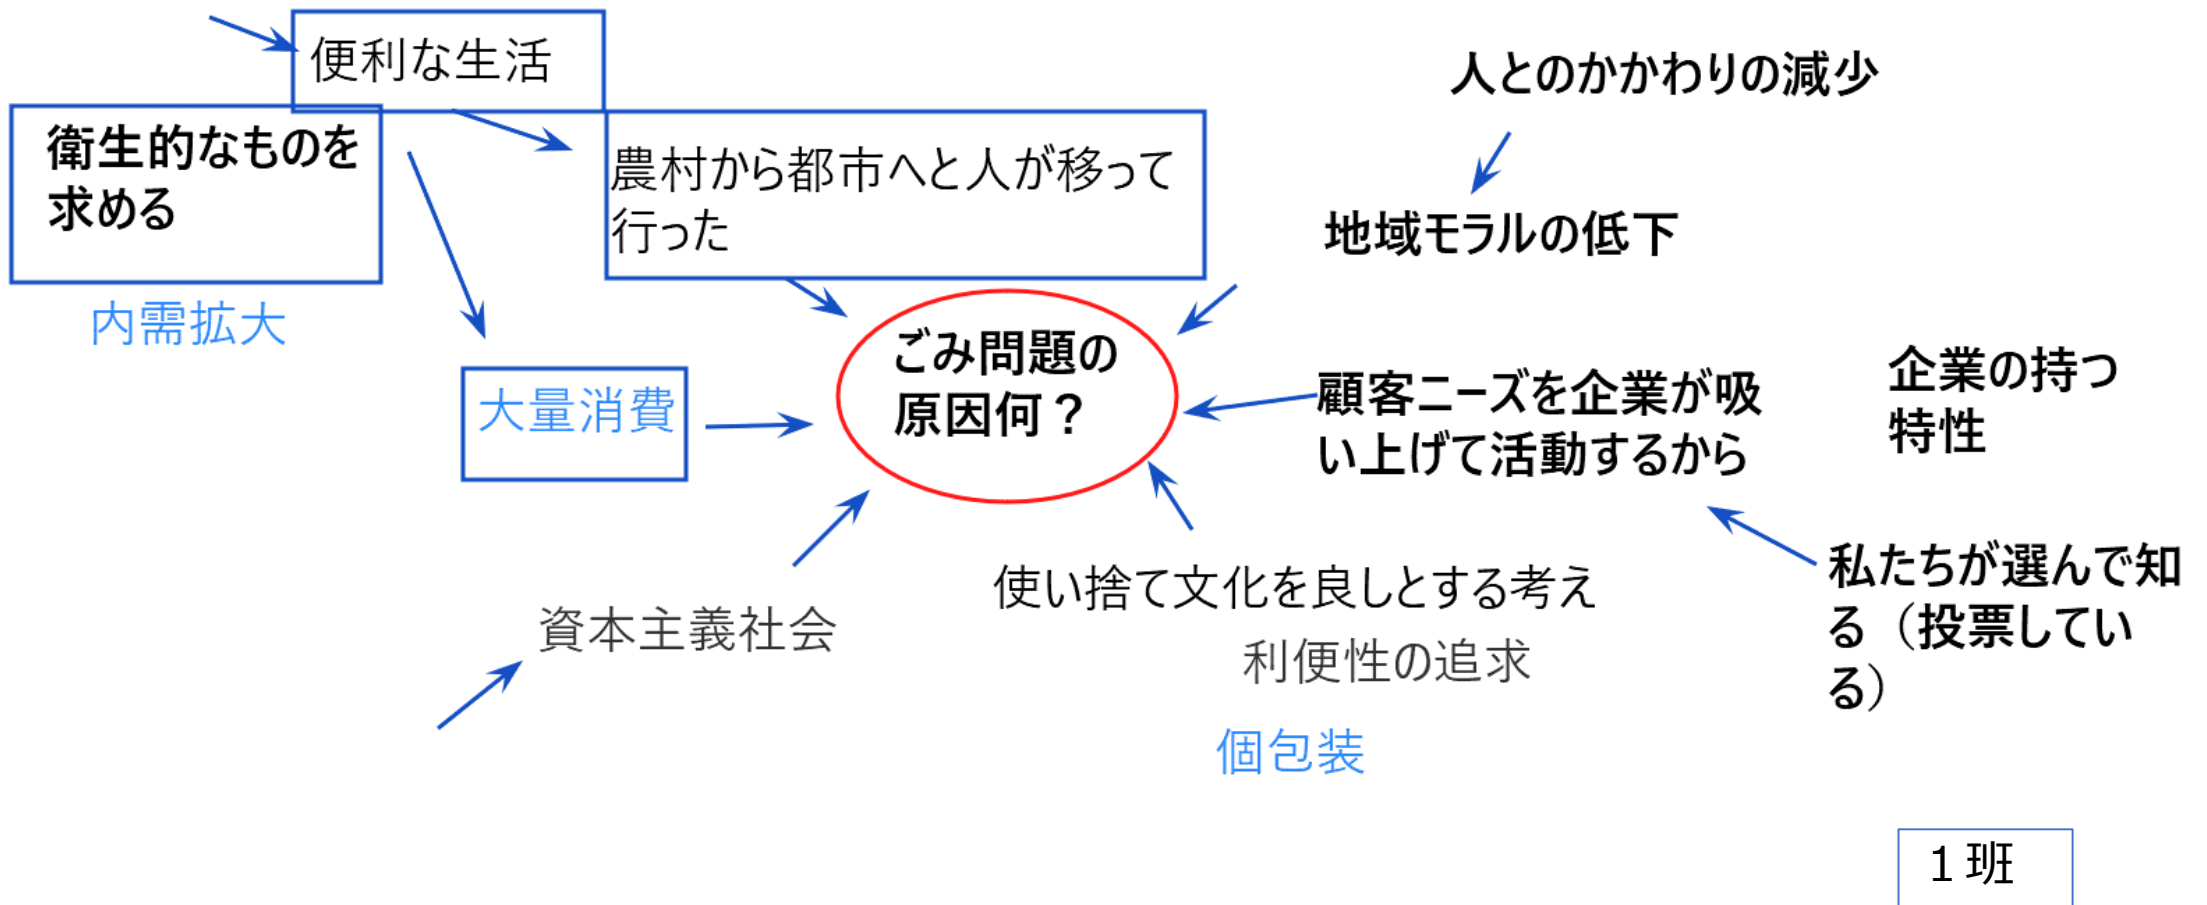 便利な生活
人とのかかわりの減少
衛生的なものを
求める
農村から都市へと人が移って
行った
地域モラルの低下
内需拡大
ごみ問題の
原因何？
大量消費
顧客ニーズを企業が吸
い上げて活動するから
企業の持つ
特性
使い捨て文化を良しとする考え
利便性の追求
個包装
資本主義社会
私たちが選んで知
る（投票してい
る）
１班